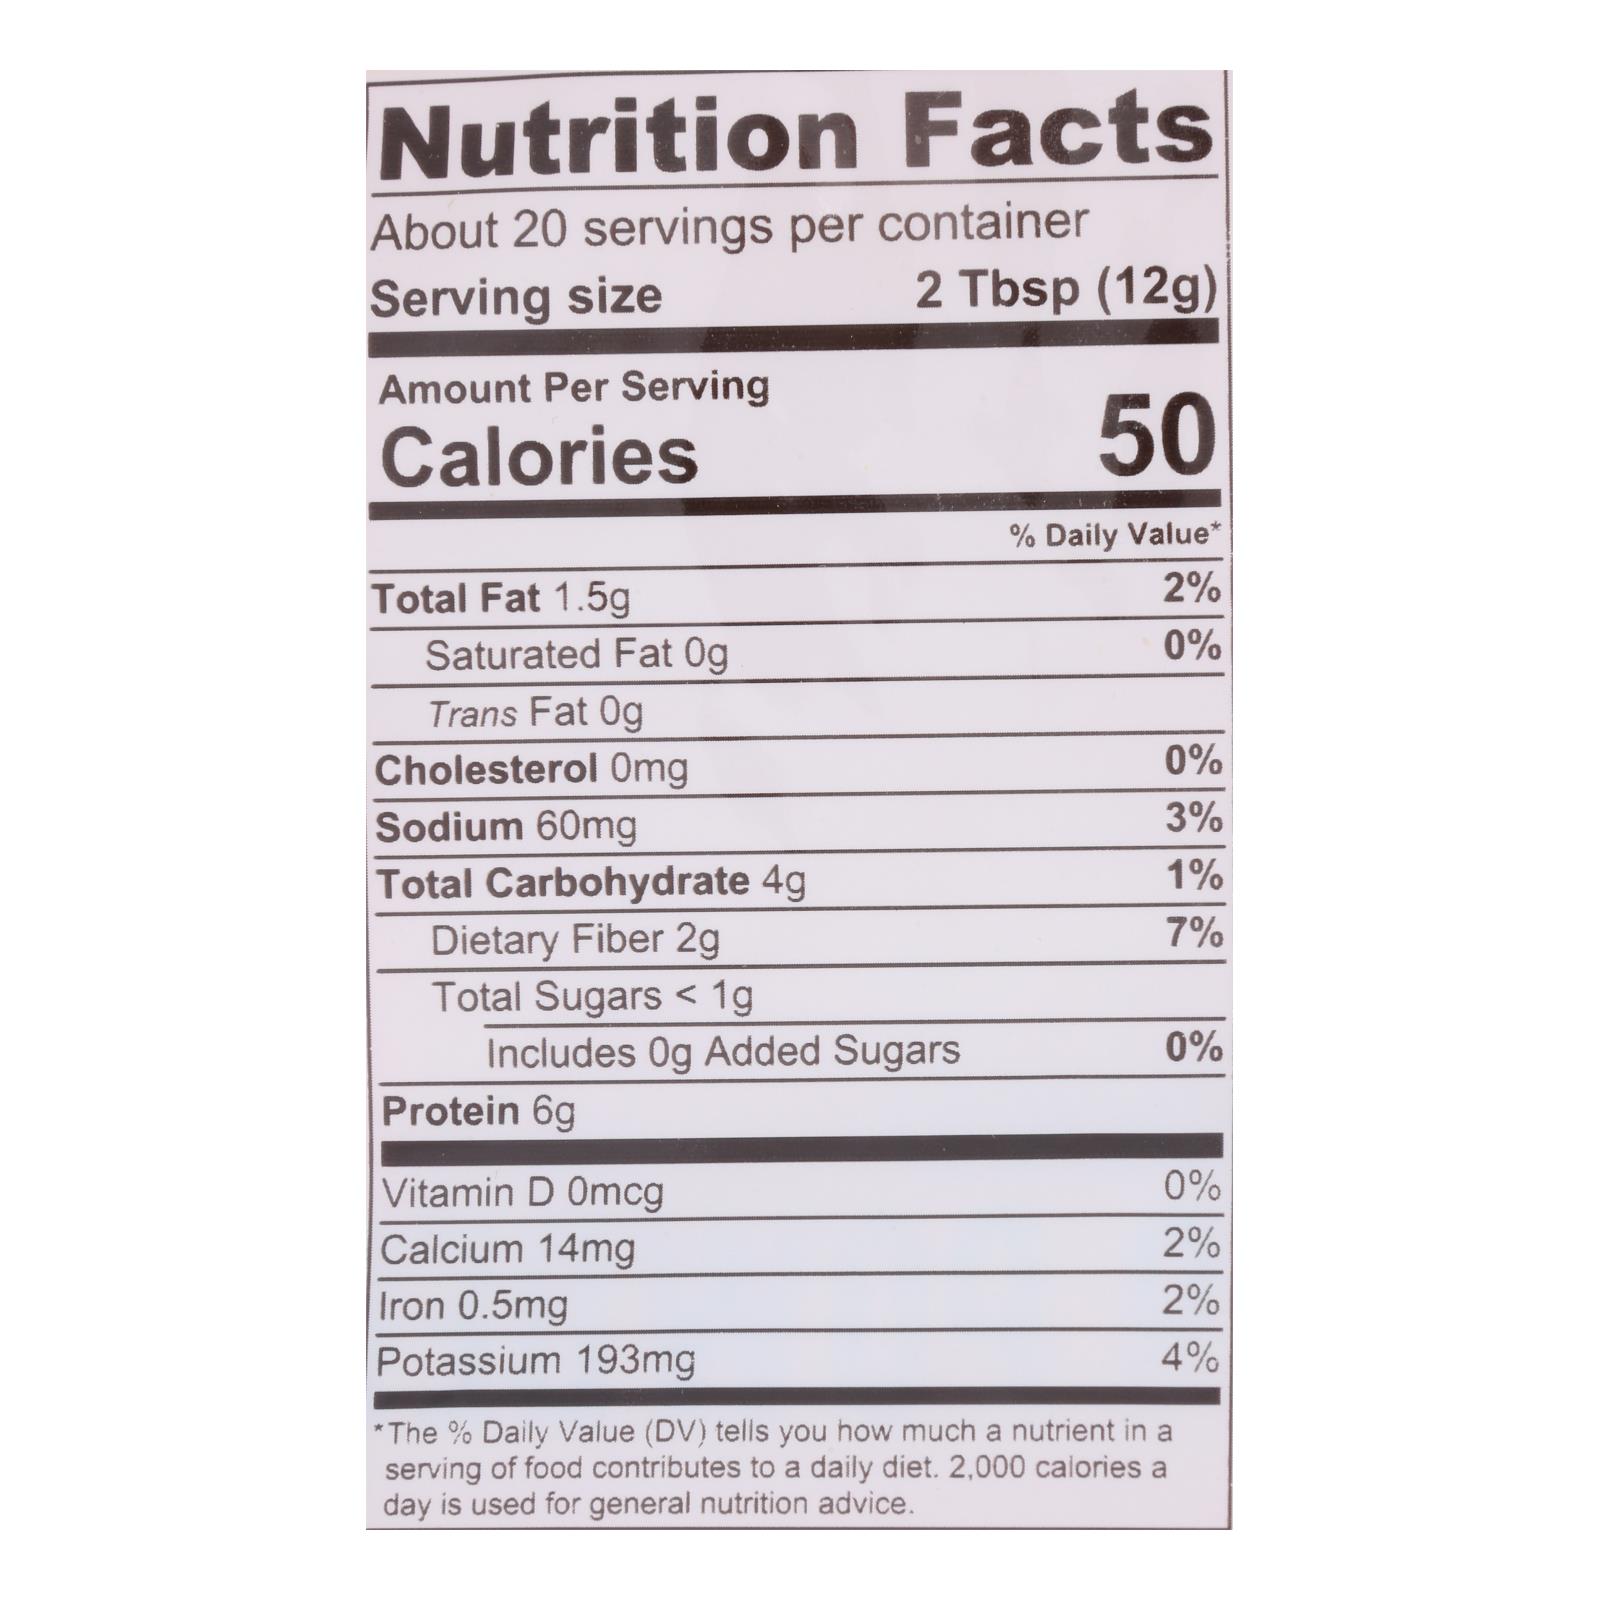 Nutrition Facts
About 20 servings per container
Serving size 2 Tbsp (12g)
Amount Per Serving
Calories 50
% Daily Value*
Total Fat 1.5g 2%
Saturated Fat 0g 0%
Trans Fat 0g
Cholesterol 0mg 0%
Sodium 60mg 3%
Total Carbohydrate 4g 1%
Dietary Fiber 2g 7%
Total Sugars < 1g
Includes 0g Added Sugars 0%
Protein 6g
Vitamin D 0mcg 0%
Calcium 14mg 2%
Iron 0.5mg 2%
Potassium 193mg 4%
*The % Daily Value (DV) tells you how much a nutrient in a
serving of food contributes to a daily diet. 2,000 calories a
day is used for general nutrition advice.